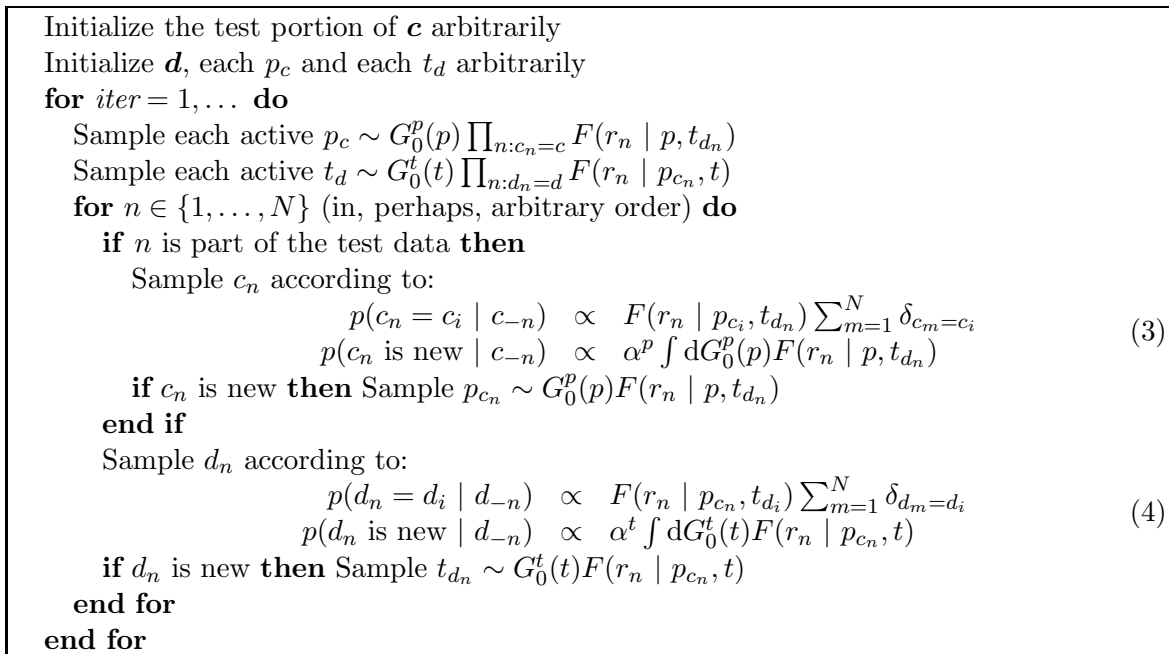 Initialize the test portion of c arbitrarily
Initialize d, each p_c and each t_d arbitrarily
for iter = 1, … do
Sample each active p_c ∼ G_0^p(p) ∏_{n:c_n=c} F(r_n | p, t_{d_n})
Sample each active t_d ∼ G_0^t(t) ∏_{n:d_n=d} F(r_n | p_{c_n}, t)
for n ∈ {1, …, N} (in, perhaps, arbitrary order) do
if n is part of the test data then
Sample c_n according to:
p(c_n = c_i | c_{−n}) ∝ F(r_n | p_{c_i}, t_{d_n}) ∑_{m=1}^N δ_{c_m=c_i}
(3)
p(c_n is new | c_{−n}) ∝ α^p ∫ dG_0^p(p)F(r_n | p, t_{d_n})
if c_n is new then Sample p_{c_n} ∼ G_0^p(p)F(r_n | p, t_{d_n})
end if
Sample d_n according to:
p(d_n = d_i | d_{−n}) ∝ F(r_n | p_{c_n}, t_{d_i}) ∑_{m=1}^N δ_{d_m=d_i}
(4)
p(d_n is new | d_{−n}) ∝ α^t ∫ dG_0^t(t)F(r_n | p_{c_n}, t)
if d_n is new then Sample t_{d_n} ∼ G_0^t(t)F(r_n | p_{c_n}, t)
end for
end for